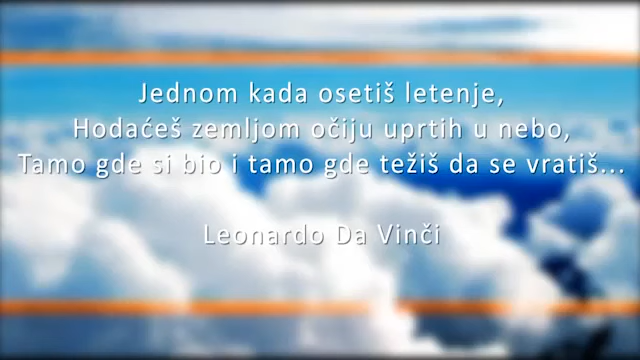 Jednom kada osetiš letenje,
Hodaćeš zemljom očiju uprtih u nebo,
Tamo gde si bio i tamo gde težiš da se vratiš...
Leonardo Da Vinči